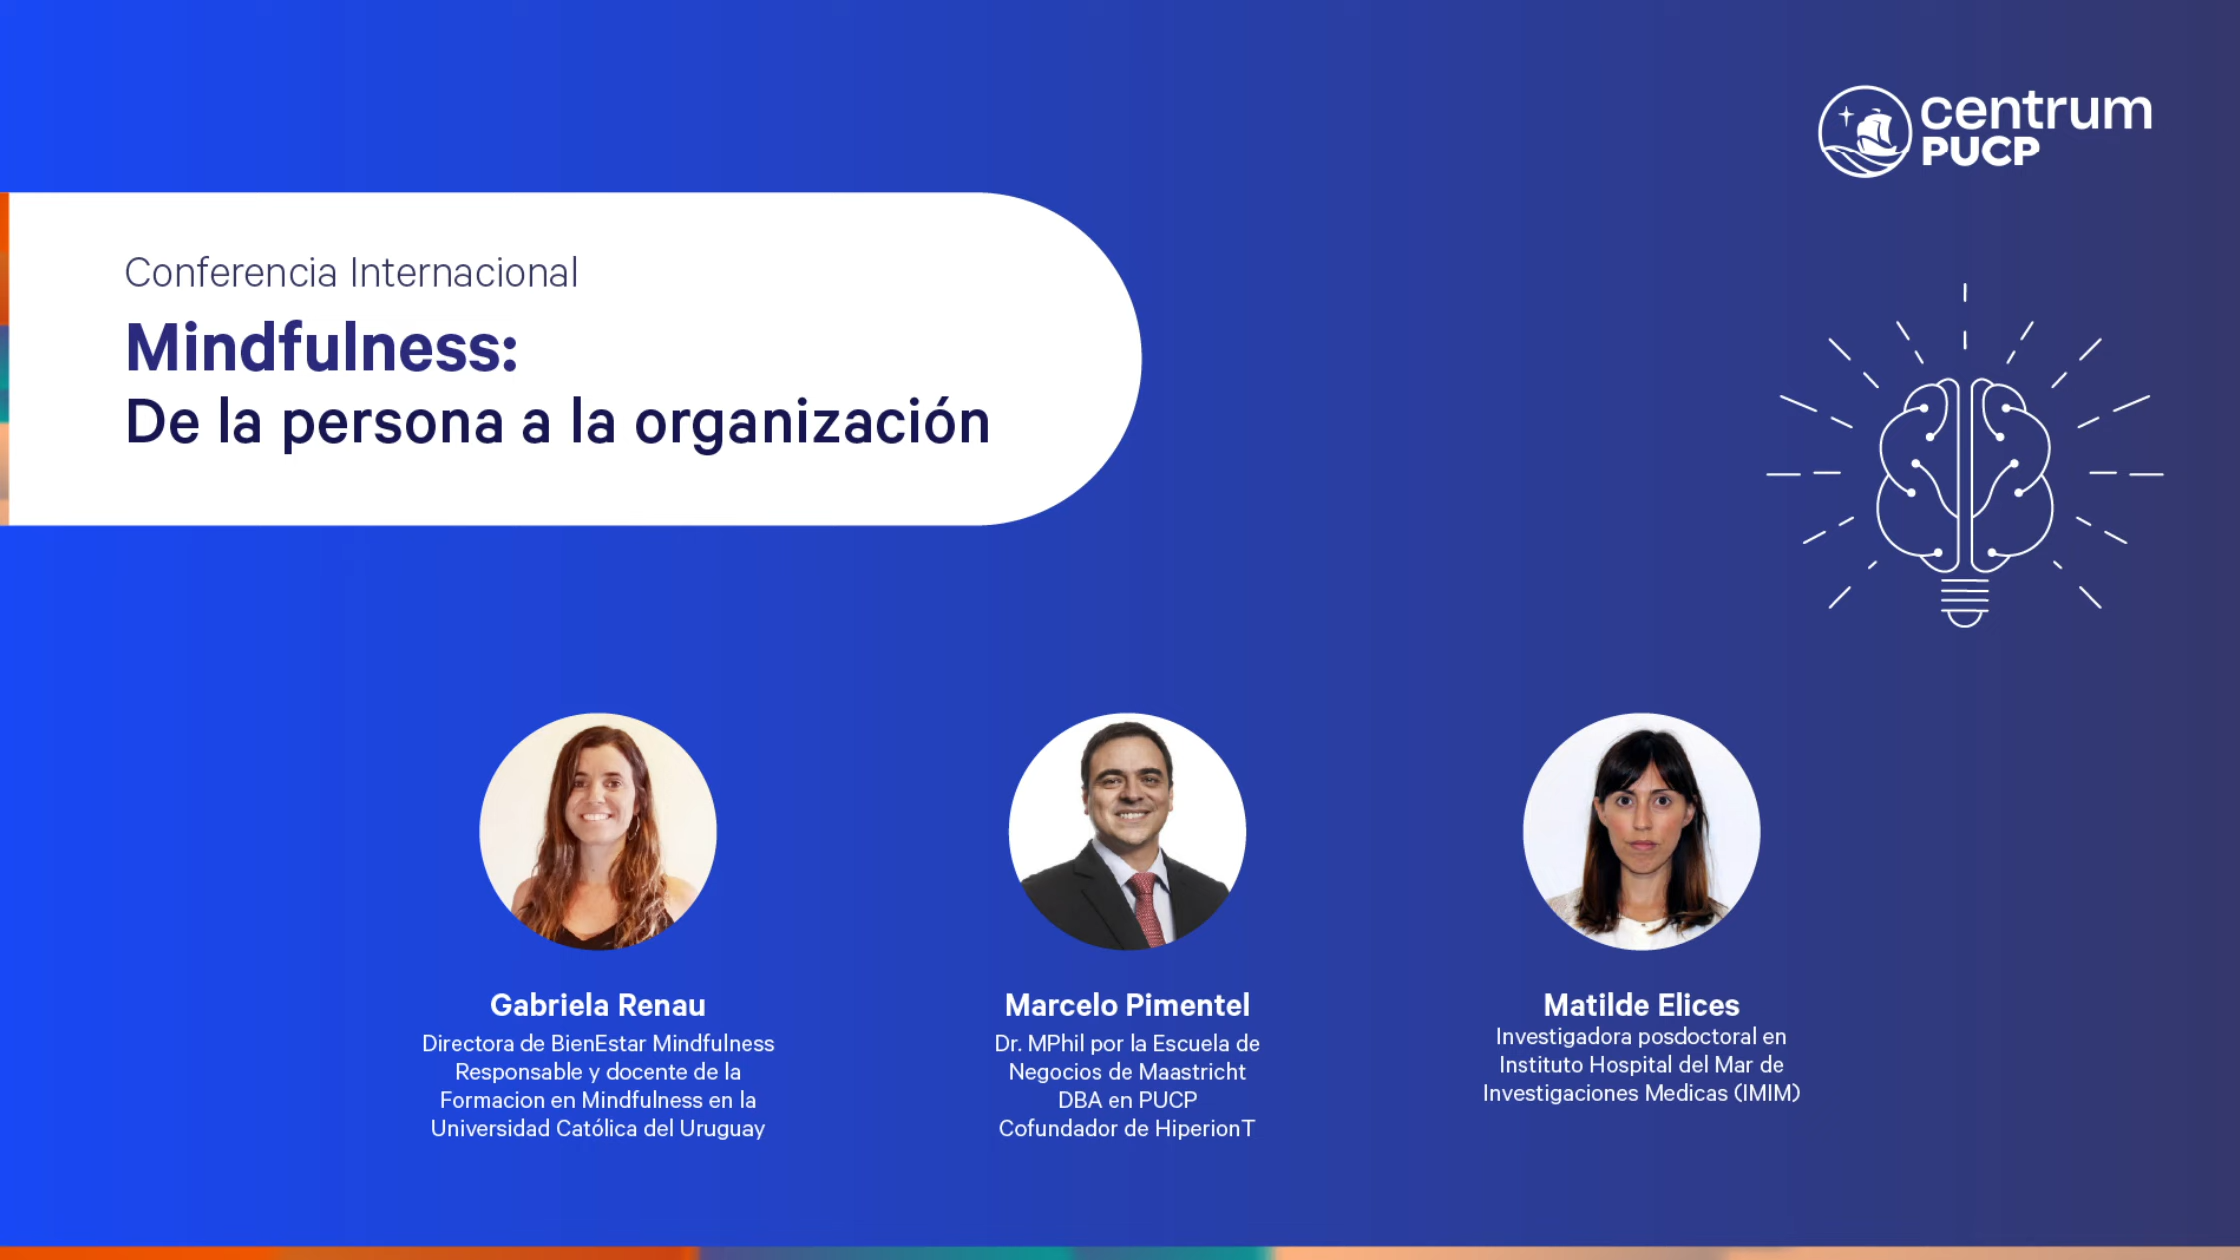 centrum
PUCP
Conferencia Internacional
Mindfulness:
De la persona a la organización
Gabriela Renau
Directora de BienEstar Mindfulness
Responsable y docente de la
Formacion en Mindfulness en la
Universidad Católica del Uruguay
Marcelo Pimentel
Dr. MPhil por la Escuela de
Negocios de Maastricht
DBA en PUCP
Cofundador de HiperionT
Matilde Elices
Investigadora posdoctoral en
Instituto Hospital del Mar de
Investigaciones Medicas (IMIM)